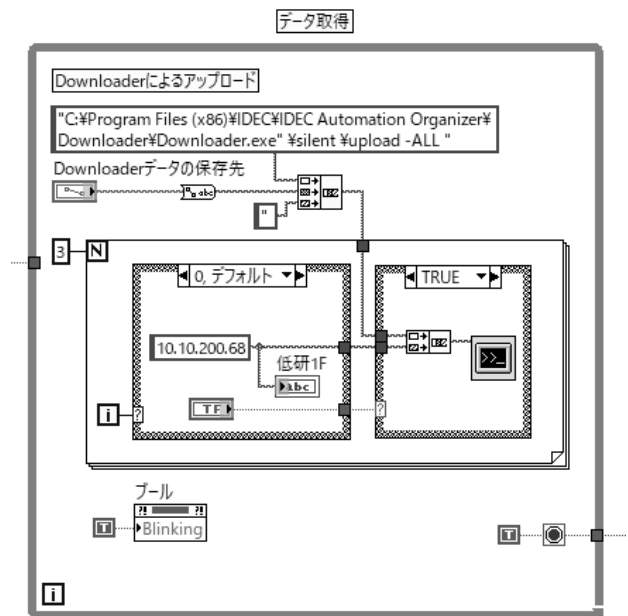 データ取得
Downloaderによるアップロード
"C:¥Program Files (x86)¥IDEC¥IDEC Automation Organizer¥
Downloader¥Downloader.exe" ¥silent ¥upload -ALL "
Downloaderデータの保存先
abc
"
3
N
0, デフォルト
TRUE
10.10.200.68
低研1F
abc
TF
?
i
?
>>_
ブール
?! ?!
T
Blinking
T
i